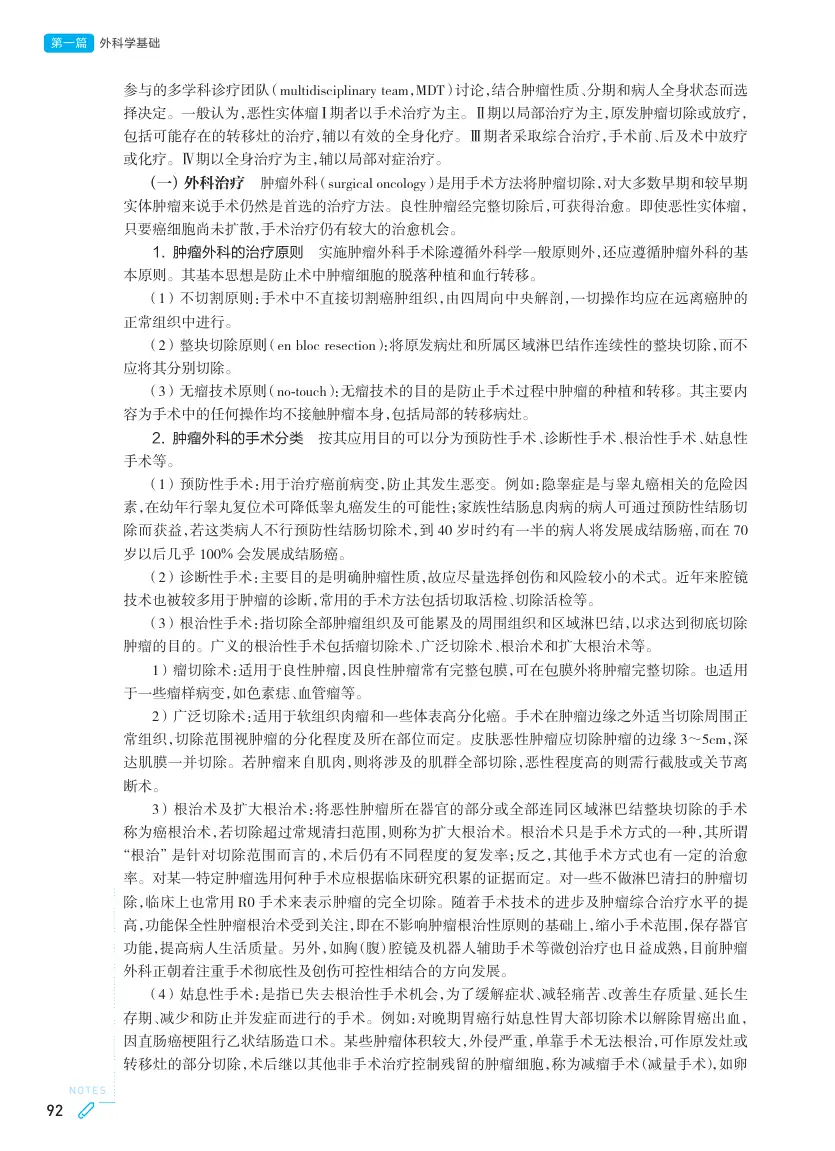 第一篇 外科学基础
参与的多学科诊疗团队（multidisciplinary team，MDT）讨论，结合肿瘤性质、分期和病人全身状态而选
择决定。一般认为，恶性实体瘤Ⅰ期者以手术治疗为主。Ⅱ期以局部治疗为主，原发肿瘤切除或放疗，
包括可能存在的转移灶的治疗，辅以有效的全身化疗。Ⅲ期者采取综合治疗，手术前、后及术中放疗
或化疗。Ⅳ期以全身治疗为主，辅以局部对症治疗。
（一）外科治疗 肿瘤外科（surgical oncology）是用手术方法将肿瘤切除，对大多数早期和较早期
实体肿瘤来说手术仍然是首选的治疗方法。良性肿瘤经完整切除后，可获得治愈。即使恶性实体瘤，
只要癌细胞尚未扩散，手术治疗仍有较大的治愈机会。
1. 肿瘤外科的治疗原则 实施肿瘤外科手术除遵循外科学一般原则外，还应遵循肿瘤外科的基
本原则。其基本思想是防止术中肿瘤细胞的脱落种植和血行转移。
（1）不切割原则：手术中不直接切割癌肿组织，由四周向中央解剖，一切操作均应在远离癌肿的
正常组织中进行。
（2）整块切除原则（en bloc resection）：将原发病灶和所属区域淋巴结作连续性的整块切除，而不
应将其分别切除。
（3）无瘤技术原则（no-touch）：无瘤技术的目的是防止手术过程中肿瘤的种植和转移。其主要内
容为手术中的任何操作均不接触肿瘤本身，包括局部的转移病灶。
2. 肿瘤外科的手术分类 按其应用目的可以分为预防性手术、诊断性手术、根治性手术、姑息性
手术等。
（1）预防性手术：用于治疗癌前病变，防止其发生恶变。例如：隐睾症是与睾丸癌相关的危险因
素，在幼年行睾丸复位术可降低睾丸癌发生的可能性；家族性结肠息肉病的病人可通过预防性结肠切
除而获益，若这类病人不行预防性结肠切除术，到 40 岁时约有一半的病人将发展成结肠癌，而在 70
岁以后几乎 100% 会发展成结肠癌。
（2）诊断性手术：主要目的是明确肿瘤性质，故应尽量选择创伤和风险较小的术式。近年来腔镜
技术也被较多用于肿瘤的诊断，常用的手术方法包括切取活检、切除活检等。
（3）根治性手术：指切除全部肿瘤组织及可能累及的周围组织和区域淋巴结，以求达到彻底切除
肿瘤的目的。广义的根治性手术包括瘤切除术、广泛切除术、根治术和扩大根治术等。
1）瘤切除术：适用于良性肿瘤，因良性肿瘤常有完整包膜，可在包膜外将肿瘤完整切除。也适用
于一些瘤样病变，如色素痣、血管瘤等。
2）广泛切除术：适用于软组织肉瘤和一些体表高分化癌。手术在肿瘤边缘之外适当切除周围正
常组织，切除范围视肿瘤的分化程度及所在部位而定。皮肤恶性肿瘤应切除肿瘤的边缘 3～5cm，深
达肌膜一并切除。若肿瘤来自肌肉，则将涉及的肌群全部切除，恶性程度高的则需行截肢或关节离
断术。
3）根治术及扩大根治术：将恶性肿瘤所在器官的部分或全部连同区域淋巴结整块切除的手术
称为癌根治术，若切除超过常规清扫范围，则称为扩大根治术。根治术只是手术方式的一种，其所谓
“根治”是针对切除范围而言的，术后仍有不同程度的复发率；反之，其他手术方式也有一定的治愈
率。对某一特定肿瘤选用何种手术应根据临床研究积累的证据而定。对一些不做淋巴清扫的肿瘤切
除，临床上也常用 R0 手术来表示肿瘤的完全切除。随着手术技术的进步及肿瘤综合治疗水平的提
高，功能保全性肿瘤根治术受到关注，即在不影响肿瘤根治性原则的基础上，缩小手术范围，保存器官
功能，提高病人生活质量。另外，如胸（腹）腔镜及机器人辅助手术等微创治疗也日益成熟，目前肿瘤
外科正朝着注重手术彻底性及创伤可控性相结合的方向发展。
（4）姑息性手术：是指已失去根治性手术机会，为了缓解症状、减轻痛苦、改善生存质量、延长生
存期、减少和防止并发症而进行的手术。例如：对晚期胃癌行姑息性胃大部切除术以解除胃癌出血，
因直肠癌梗阻行乙状结肠造口术。某些肿瘤体积较大，外侵严重，单靠手术无法根治，可作原发灶或
转移灶的部分切除，术后继以其他非手术治疗控制残留的肿瘤细胞，称为减瘤手术（减量手术），如卵
NOTES
92